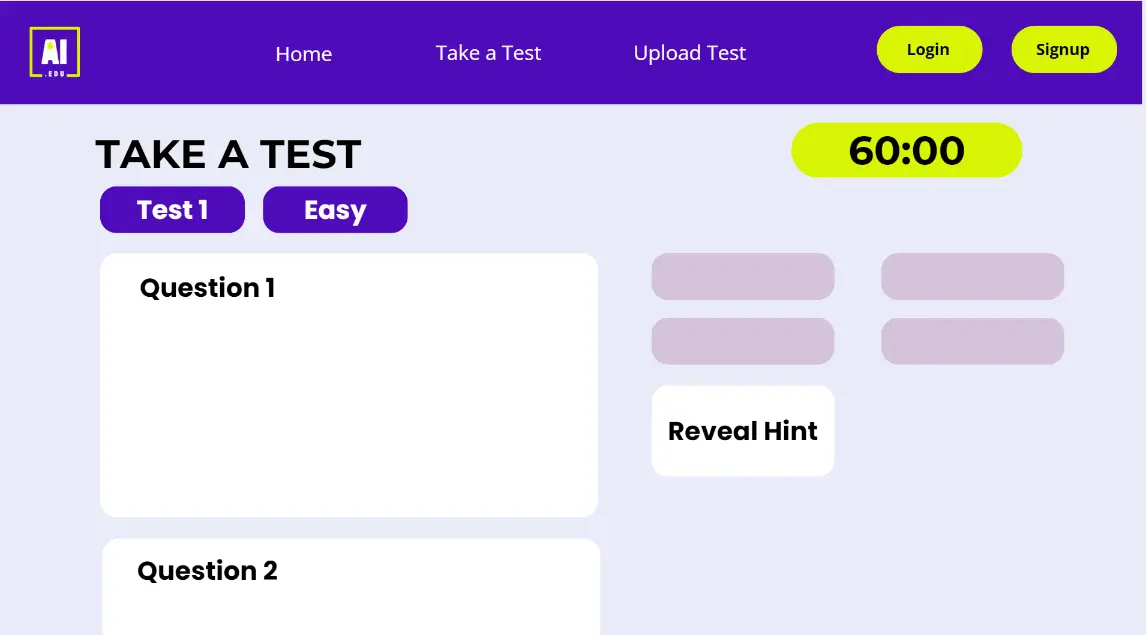 AI
.EDU
Home
Take a Test
Upload Test
Login
Signup
TAKE A TEST
60:00
Test 1
Easy
Question 1
Reveal Hint
Question 2